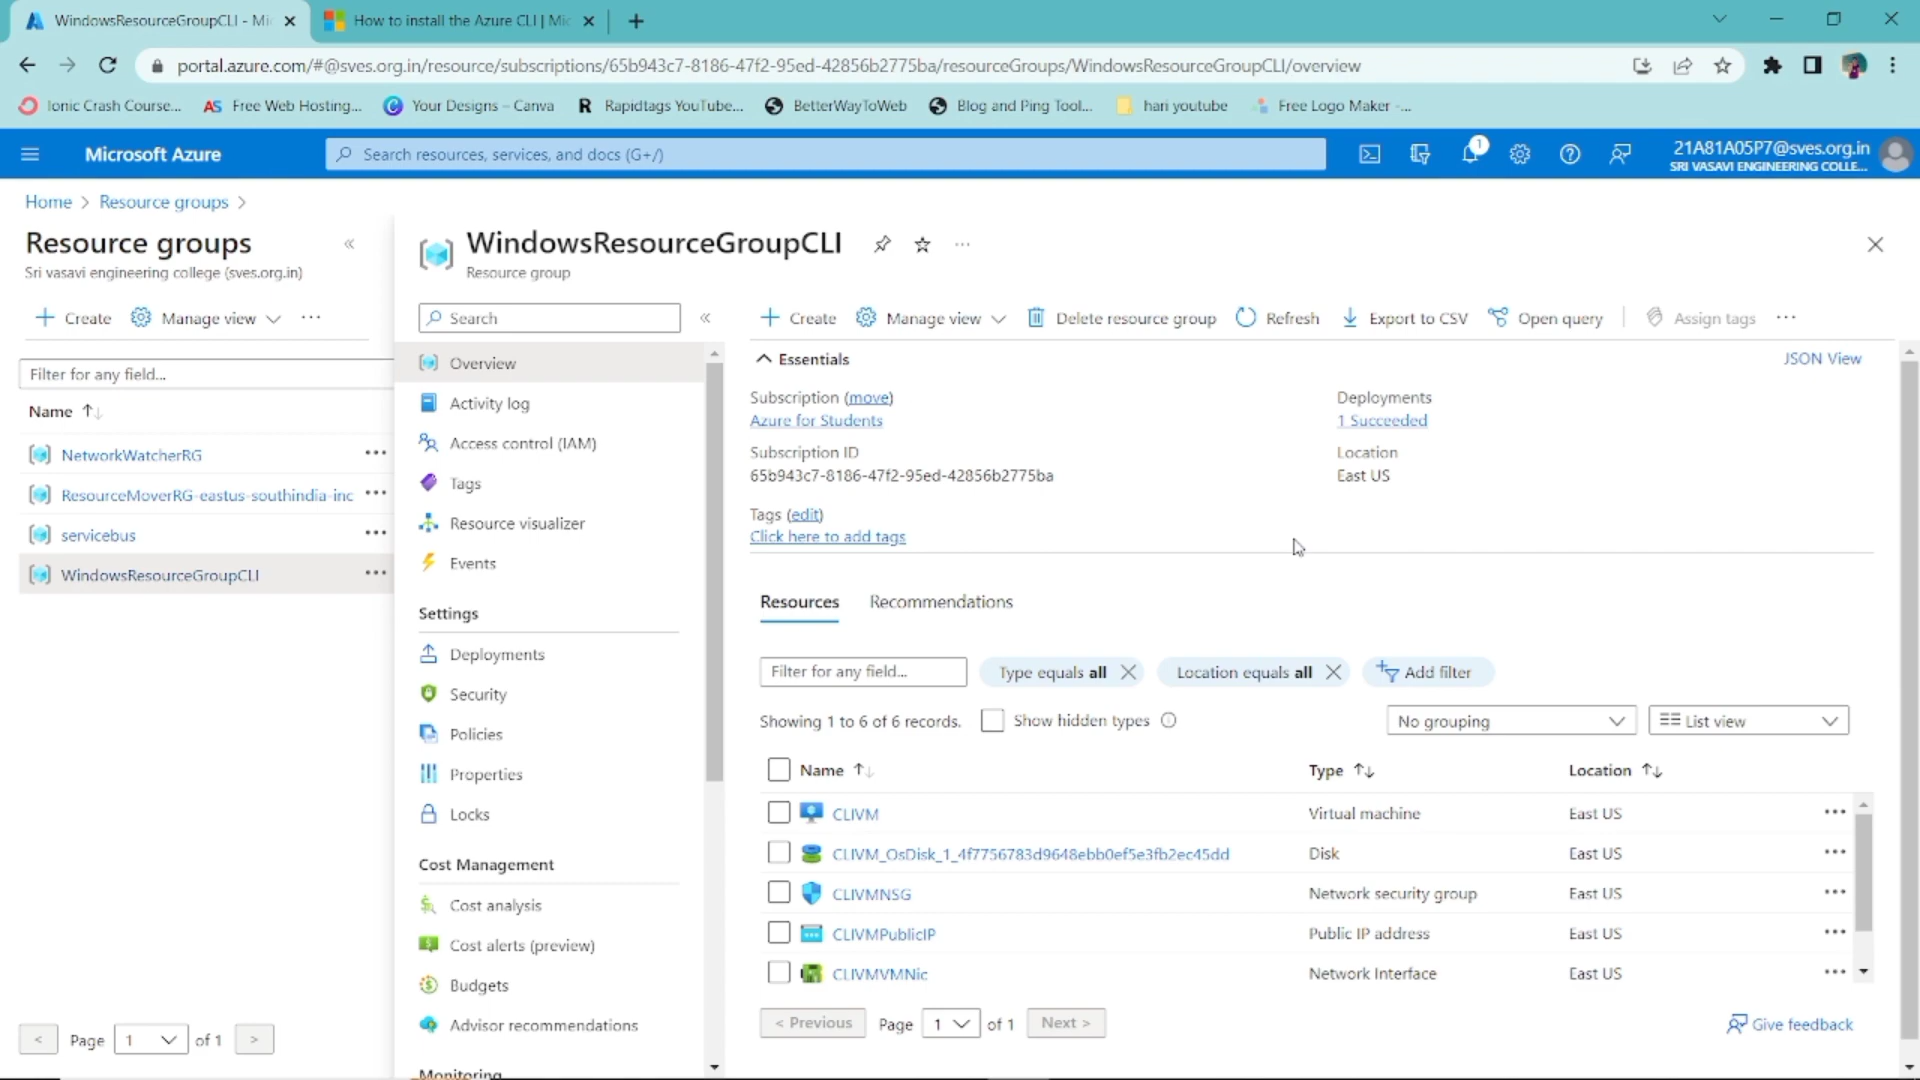 WindowsResourceGroupCLI - Mi
How to install the Azure CLI | Mic
portal.azure.com/#@sves.org.in/resource/subscriptions/65b943c7-8186-47f2-95ed-42856b2775ba/resourceGroups/WindowsResourceGroupCLI/overview
Ionic Crash Course...
AS Free Web Hosting...
Your Designs – Canva
R Rapidtags YouTube...
BetterWayToWeb
Blog and Ping Tool...
hari youtube
Free Logo Maker -...
Microsoft Azure
Search resources, services, and docs (G+/)
1
21A81A05P7@sves.org.in
SRI VASAVI ENGINEERING COLLE...
Home > Resource groups >
Resource groups
Sri vasavi engineering college (sves.org.in)
Create
Manage view
...
Filter for any field...
Name
NetworkWatcherRG
ResourceMoverRG-eastus-southindia-inc
servicebus
WindowsResourceGroupCLI
< Page 1 of 1 >
WindowsResourceGroupCLI
Resource group
Search
Overview
Activity log
Access control (IAM)
Tags
Resource visualizer
Events
Settings
Deployments
Security
Policies
Properties
Locks
Cost Management
Cost analysis
Cost alerts (preview)
Budgets
Advisor recommendations
Monitoring
Create
Manage view
Delete resource group
Refresh
Export to CSV
Open query
Assign tags
...
Essentials
JSON View
Subscription (move)
Azure for Students
Subscription ID
65b943c7-8186-47f2-95ed-42856b2775ba
Tags (edit)
Click here to add tags
Deployments
1 Succeeded
Location
East US
Resources
Recommendations
Filter for any field...
Type equals all
Location equals all
Add filter
Showing 1 to 6 of 6 records.
Show hidden types
No grouping
List view
Name Type Location
CLIVM Virtual machine East US
CLIVM_OsDisk_1_4f7756783d9648ebb0ef5e3fb2ec45dd Disk East US
CLIVMNSG Network security group East US
CLIVMPublicIP Public IP address East US
CLIVMVMNic Network Interface East US
< Previous Page 1 of 1 Next >
Give feedback